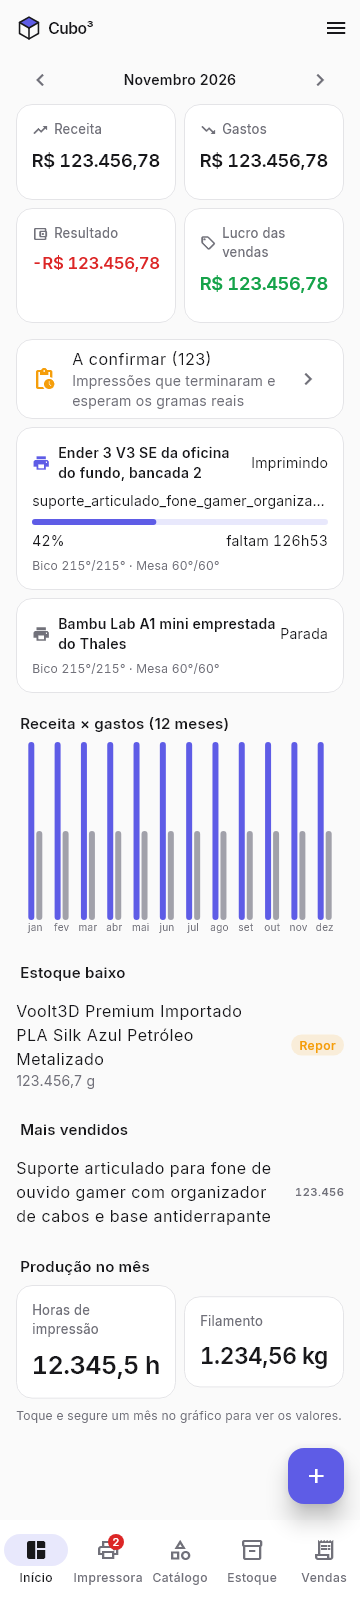 Cubo³
Novembro 2026
Receita
R$ 123.456,78
Gastos
R$ 123.456,78
Resultado
-R$ 123.456,78
Lucro das
vendas
R$ 123.456,78
A confirmar (123)
Impressões que terminaram e
esperam os gramas reais
Ender 3 V3 SE da oficina
do fundo, bancada 2
Imprimindo
suporte_articulado_fone_gamer_organiza...
42%
faltam 126h53
Bico 215°/215° · Mesa 60°/60°
Bambu Lab A1 mini emprestada
do Thales
Parada
Bico 215°/215° · Mesa 60°/60°
Receita × gastos (12 meses)
jan fev mar abr mai jun jul ago set out nov dez
Estoque baixo
Voolt3D Premium Importado
PLA Silk Azul Petróleo
Metalizado
123.456,7 g
Repor
Mais vendidos
Suporte articulado para fone de
ouvido gamer com organizador
de cabos e base antiderrapante
123.456
Produção no mês
Horas de
impressão
12.345,5 h
Filamento
1.234,56 kg
Toque e segure um mês no gráfico para ver os valores.
+
2
Início Impressora Catálogo Estoque Vendas